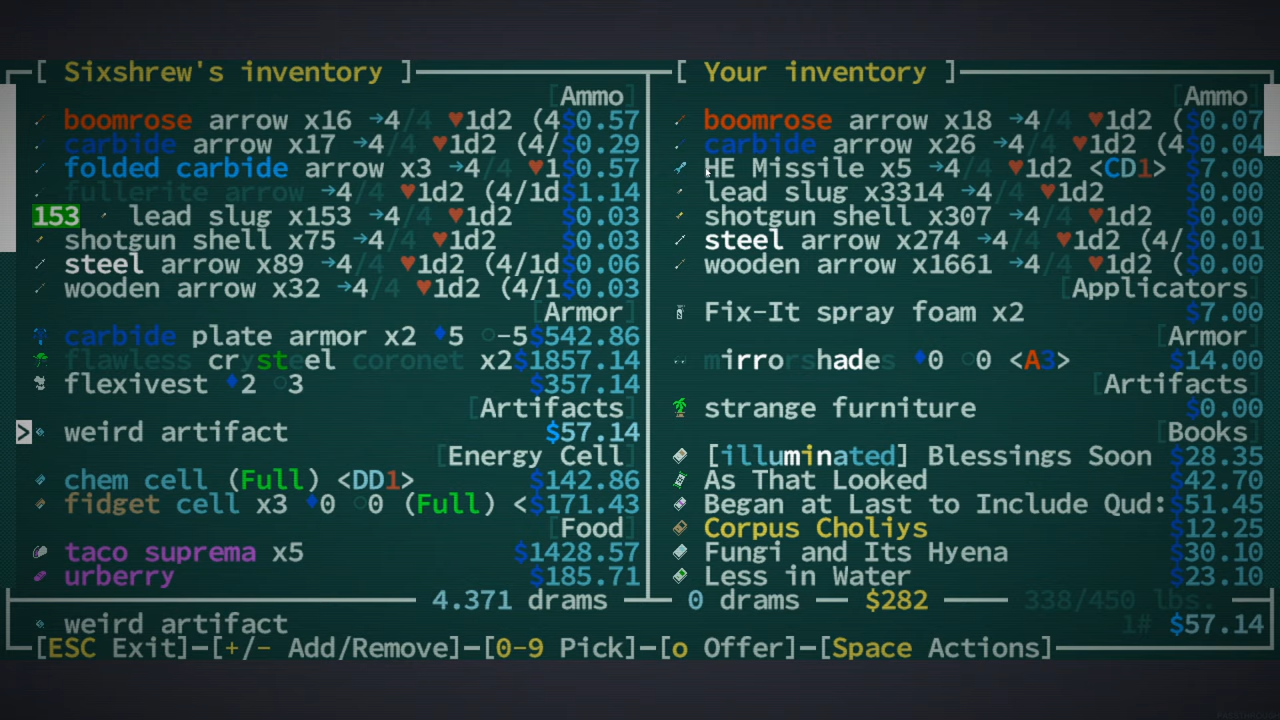 [ Sixshrew's inventory ]
[Ammo]
boomrose arrow x16 →4/4 ♥1d2 (4 $0.57
carbide arrow x17 →4/4 ♥1d2 (4/ $0.29
folded carbide arrow x3 →4/4 ♥1 $0.57
fullerite arrow →4/4 ♥1d2 (4/1d $1.14
153 lead slug x153 →4/4 ♥1d2 $0.03
shotgun shell x75 →4/4 ♥1d2 $0.03
steel arrow x89 →4/4 ♥1d2 (4/1d $0.06
wooden arrow x32 →4/4 ♥1d2 (4/1 $0.03
[Armor]
carbide plate armor x2 ♦5 ○-5 $542.86
flawless crysteel coronet x2 $1857.14
flexivest ♦2 ○3 $357.14
[Artifacts]
> weird artifact $57.14
[Energy Cell]
chem cell (Full) <DD1> $142.86
fidget cell x3 ♦0 ○0 (Full) < $171.43
[Food]
taco suprema x5 $1428.57
urberry $185.71
[ Your inventory ]
[Ammo]
boomrose arrow x18 →4/4 ♥1d2 ( $0.07
carbide arrow x26 →4/4 ♥1d2 (4 $0.04
HE Missile x5 →4/4 ♥1d2 <CD1> $7.00
lead slug x3314 →4/4 ♥1d2 $0.00
shotgun shell x307 →4/4 ♥1d2 $0.00
steel arrow x274 →4/4 ♥1d2 (4/ $0.01
wooden arrow x1661 →4/4 ♥1d2 ( $0.00
[Applicators]
Fix-It spray foam x2 $7.00
[Armor]
mirrorshades ♦0 ○0 <A3> $14.00
[Artifacts]
strange furniture $0.00
[Books]
[illuminated] Blessings Soon $28.35
As That Looked $42.70
Began at Last to Include Qud: $51.45
Corpus Choliys $12.25
Fungi and Its Hyena $30.10
Less in Water $23.10
4.371 drams 0 drams $282 338/450 lbs.
weird artifact 1# $57.14
[ESC Exit]-[+/- Add/Remove]-[0-9 Pick]-[o Offer]-[Space Actions]